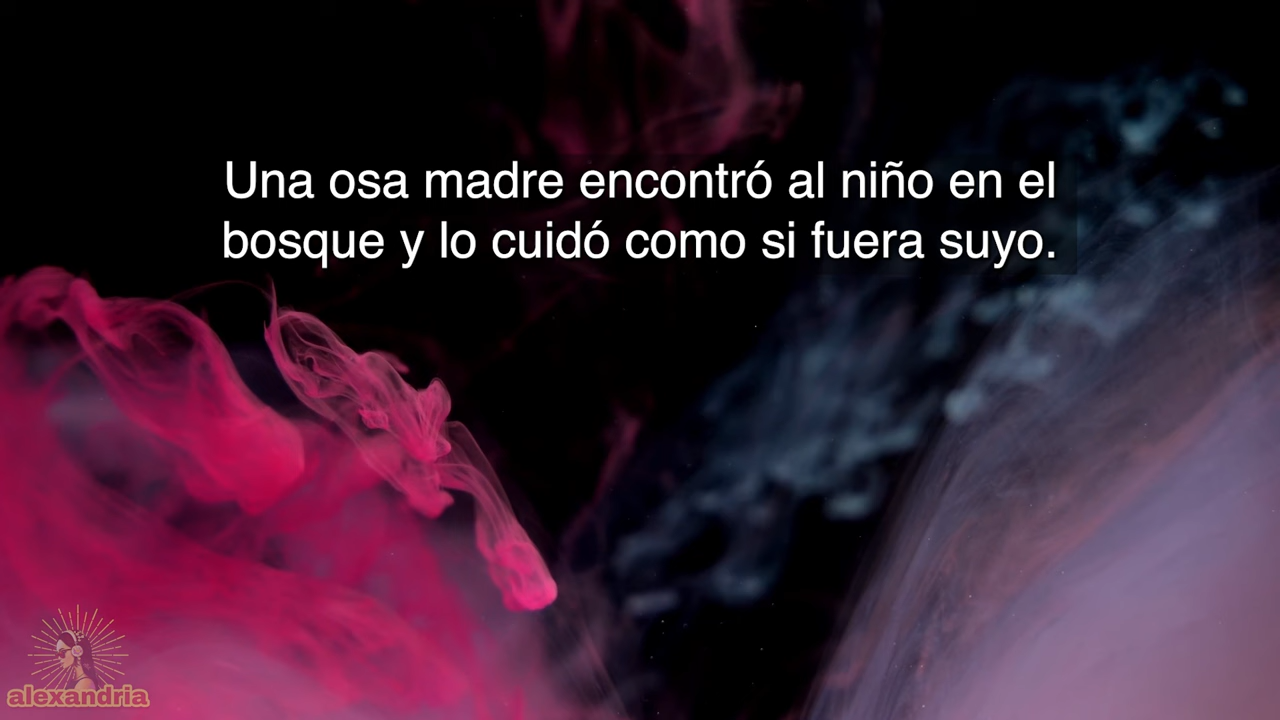 Una osa madre encontró al niño en el
bosque y lo cuidó como si fuera suyo.
alexandria